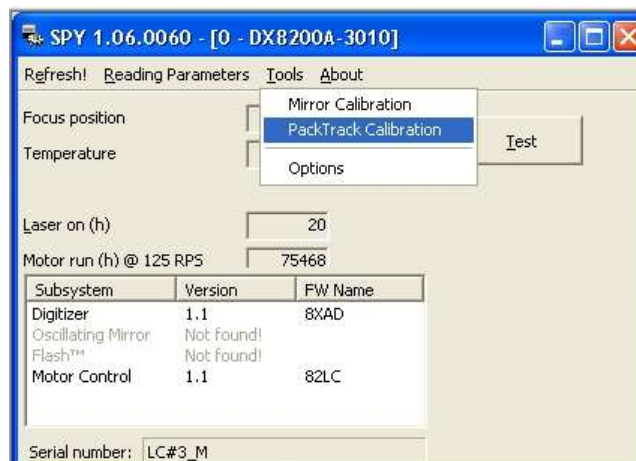 SPY 1.06.0060 - [0 - DX8200A-3010]
Refresh! Reading Parameters Tools About
Mirror Calibration
PackTrack Calibration
Options
Focus position
Temperature
Test
Laser on (h) 20
Motor run (h) @ 125 RPS 75468
Subsystem Version FW Name
Digitizer 1.1 8XAD
Oscillating Mirror Not found!
Flash™ Not found!
Motor Control 1.1 82LC
Serial number: LC#3_M